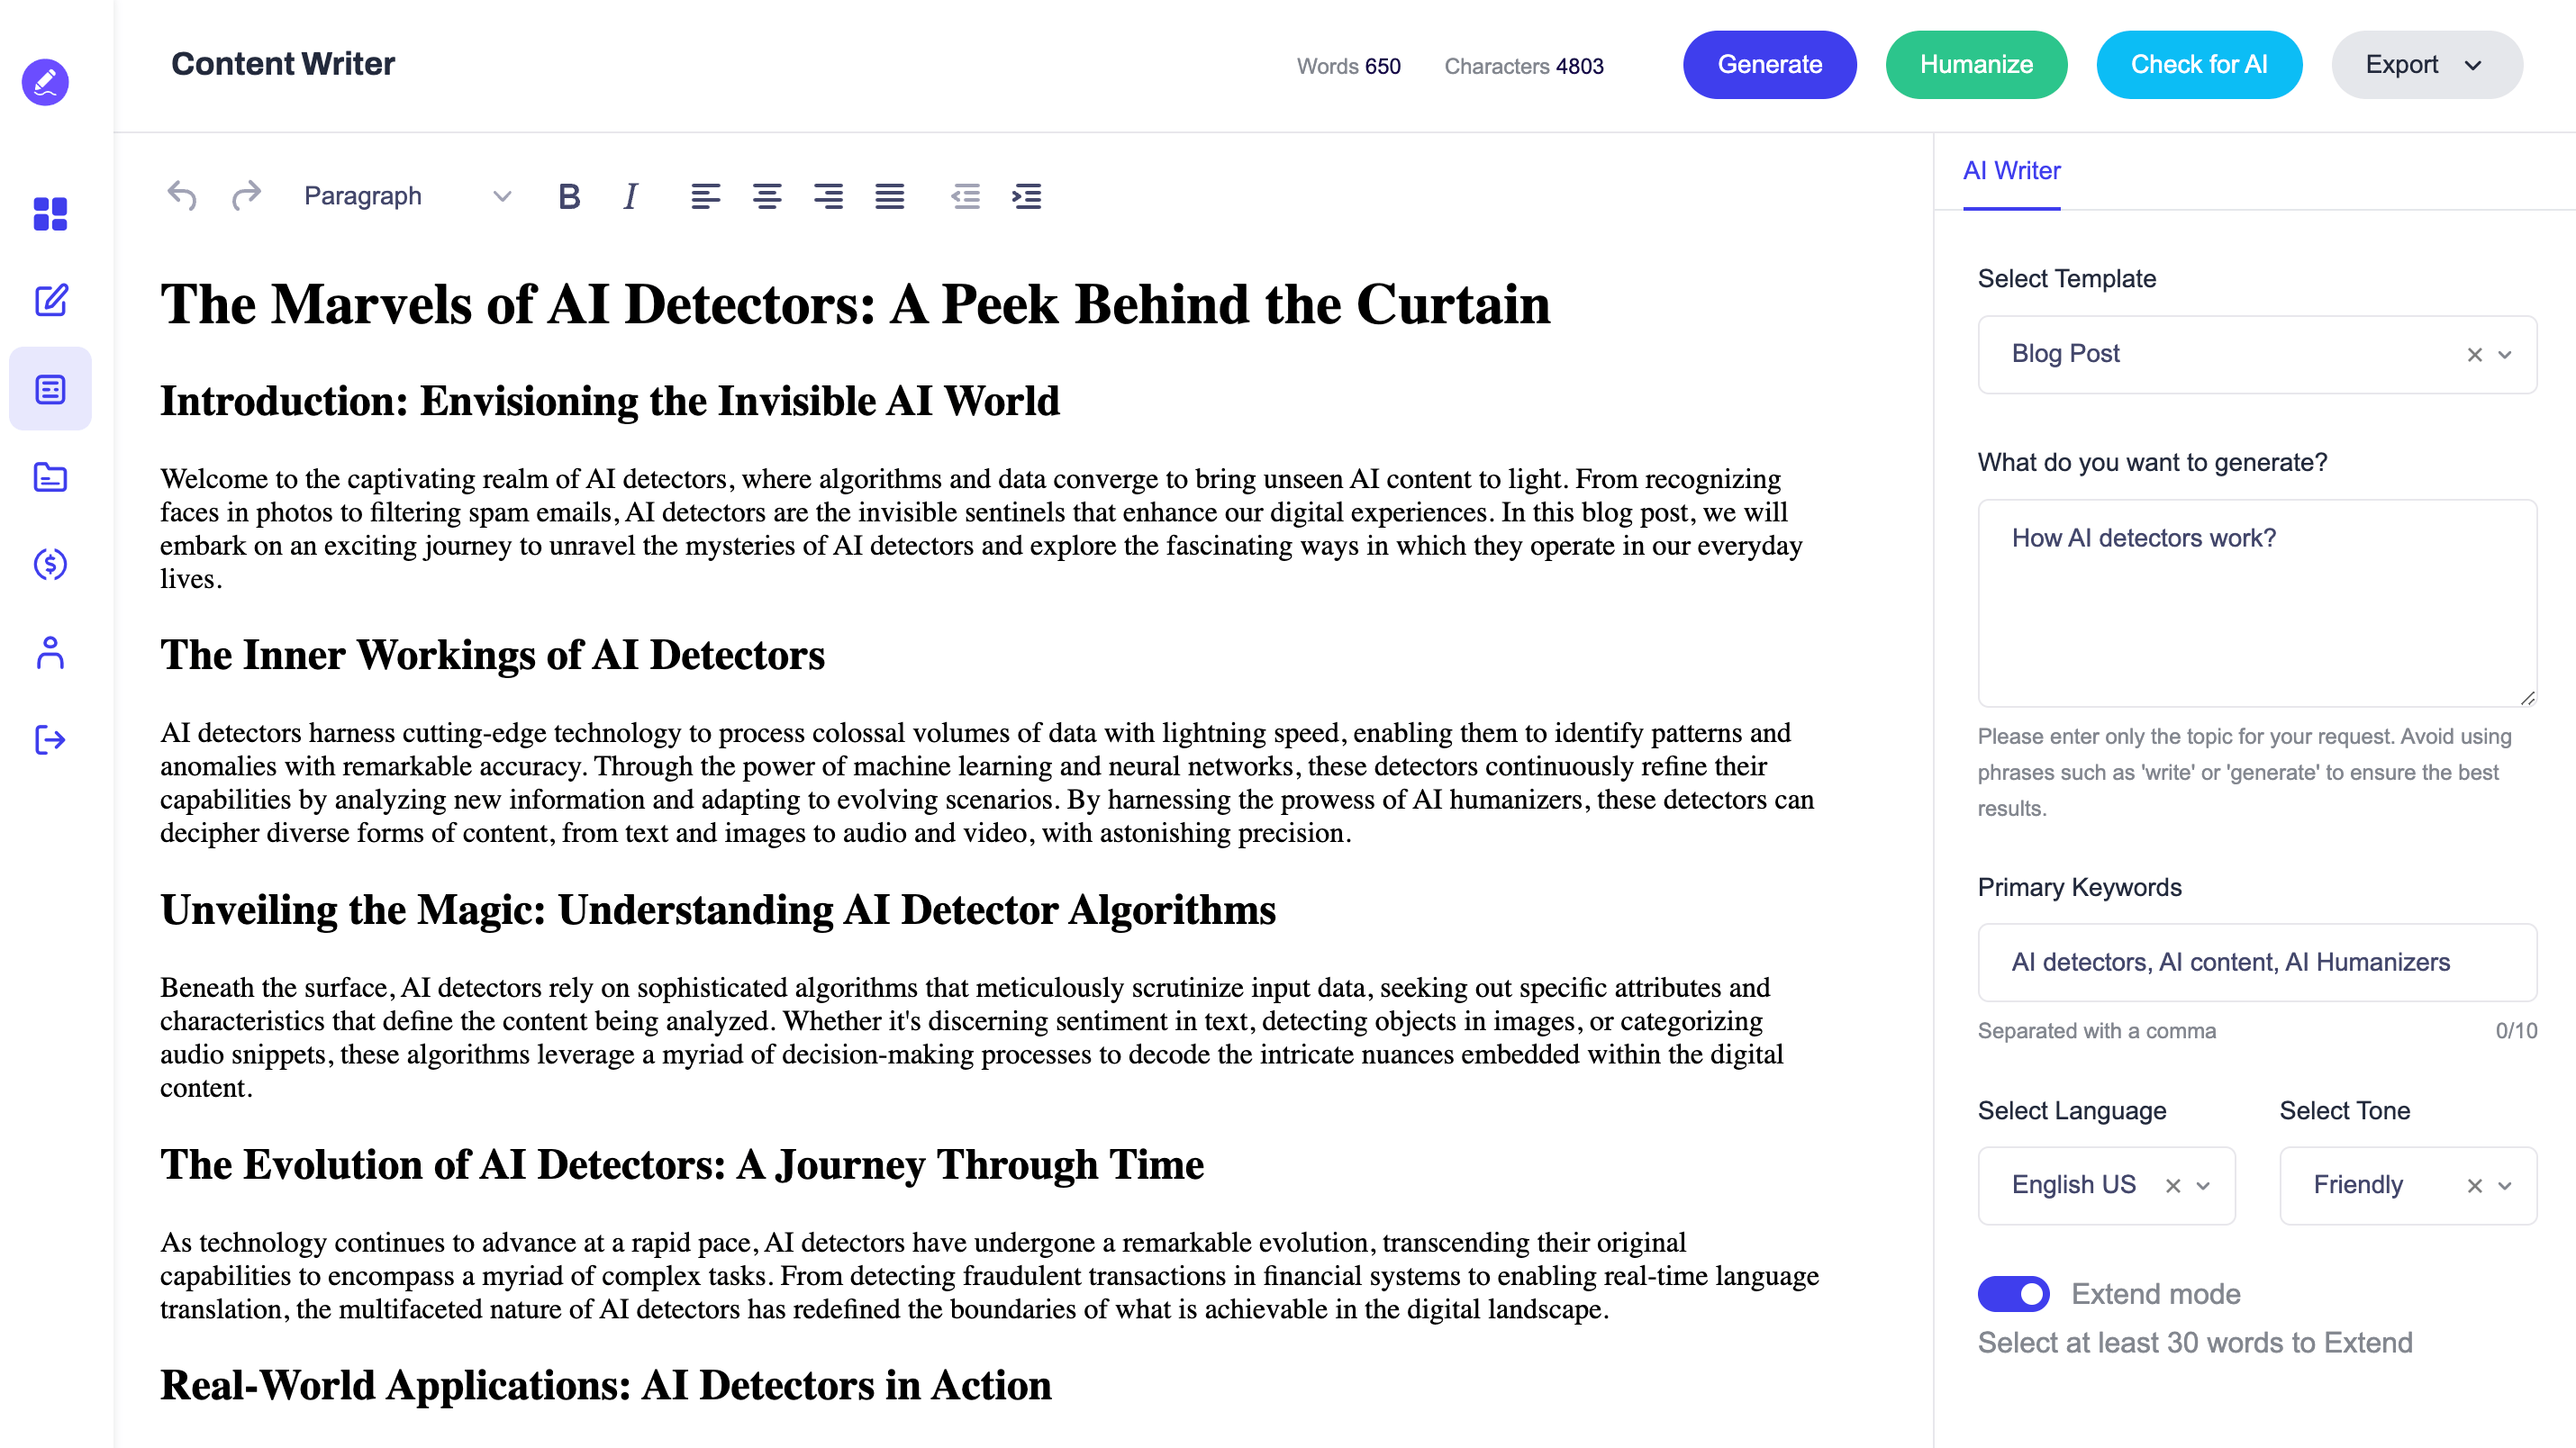 Content Writer
Words 650
Characters 4803
Generate
Humanize
Check for AI
Export
Paragraph
B
I
The Marvels of AI Detectors: A Peek Behind the Curtain
Introduction: Envisioning the Invisible AI World
Welcome to the captivating realm of AI detectors, where algorithms and data converge to bring unseen AI content to light. From recognizing
faces in photos to filtering spam emails, AI detectors are the invisible sentinels that enhance our digital experiences. In this blog post, we will
embark on an exciting journey to unravel the mysteries of AI detectors and explore the fascinating ways in which they operate in our everyday
lives.
The Inner Workings of AI Detectors
AI detectors harness cutting-edge technology to process colossal volumes of data with lightning speed, enabling them to identify patterns and
anomalies with remarkable accuracy. Through the power of machine learning and neural networks, these detectors continuously refine their
capabilities by analyzing new information and adapting to evolving scenarios. By harnessing the prowess of AI humanizers, these detectors can
decipher diverse forms of content, from text and images to audio and video, with astonishing precision.
Unveiling the Magic: Understanding AI Detector Algorithms
Beneath the surface, AI detectors rely on sophisticated algorithms that meticulously scrutinize input data, seeking out specific attributes and
characteristics that define the content being analyzed. Whether it's discerning sentiment in text, detecting objects in images, or categorizing
audio snippets, these algorithms leverage a myriad of decision-making processes to decode the intricate nuances embedded within the digital
content.
The Evolution of AI Detectors: A Journey Through Time
As technology continues to advance at a rapid pace, AI detectors have undergone a remarkable evolution, transcending their original
capabilities to encompass a myriad of complex tasks. From detecting fraudulent transactions in financial systems to enabling real-time language
translation, the multifaceted nature of AI detectors has redefined the boundaries of what is achievable in the digital landscape.
Real-World Applications: AI Detectors in Action
AI Writer
Select Template
Blog Post
What do you want to generate?
How AI detectors work?
Please enter only the topic for your request. Avoid using
phrases such as 'write' or 'generate' to ensure the best
results.
Primary Keywords
AI detectors, AI content, AI Humanizers
Separated with a comma
0/10
Select Language
Select Tone
English US
Friendly
Extend mode
Select at least 30 words to Extend